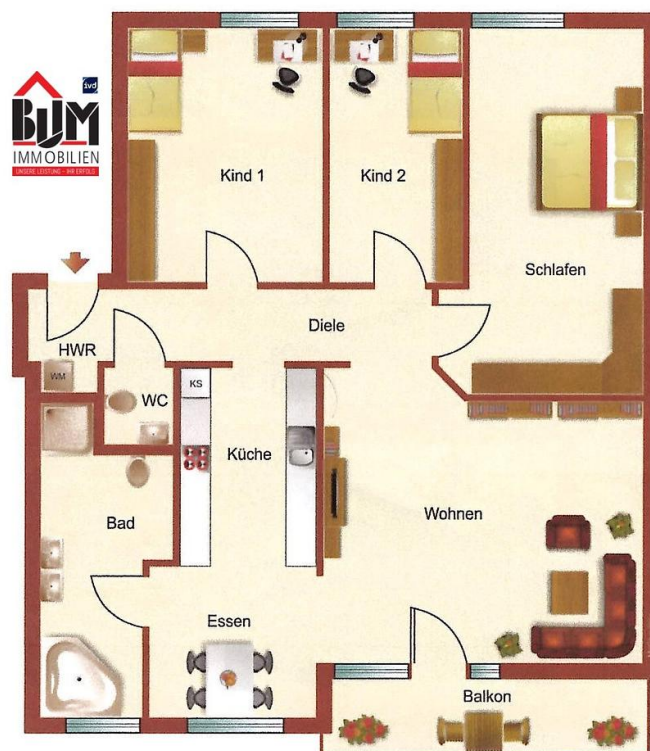 ivd
BUM
IMMOBILIEN
UNSERE LEISTUNG - IHR ERFOLG
Kind 1
Kind 2
Schlafen
Diele
HWR
WM
WC
KS
Küche
Bad
Wohnen
Essen
Balkon